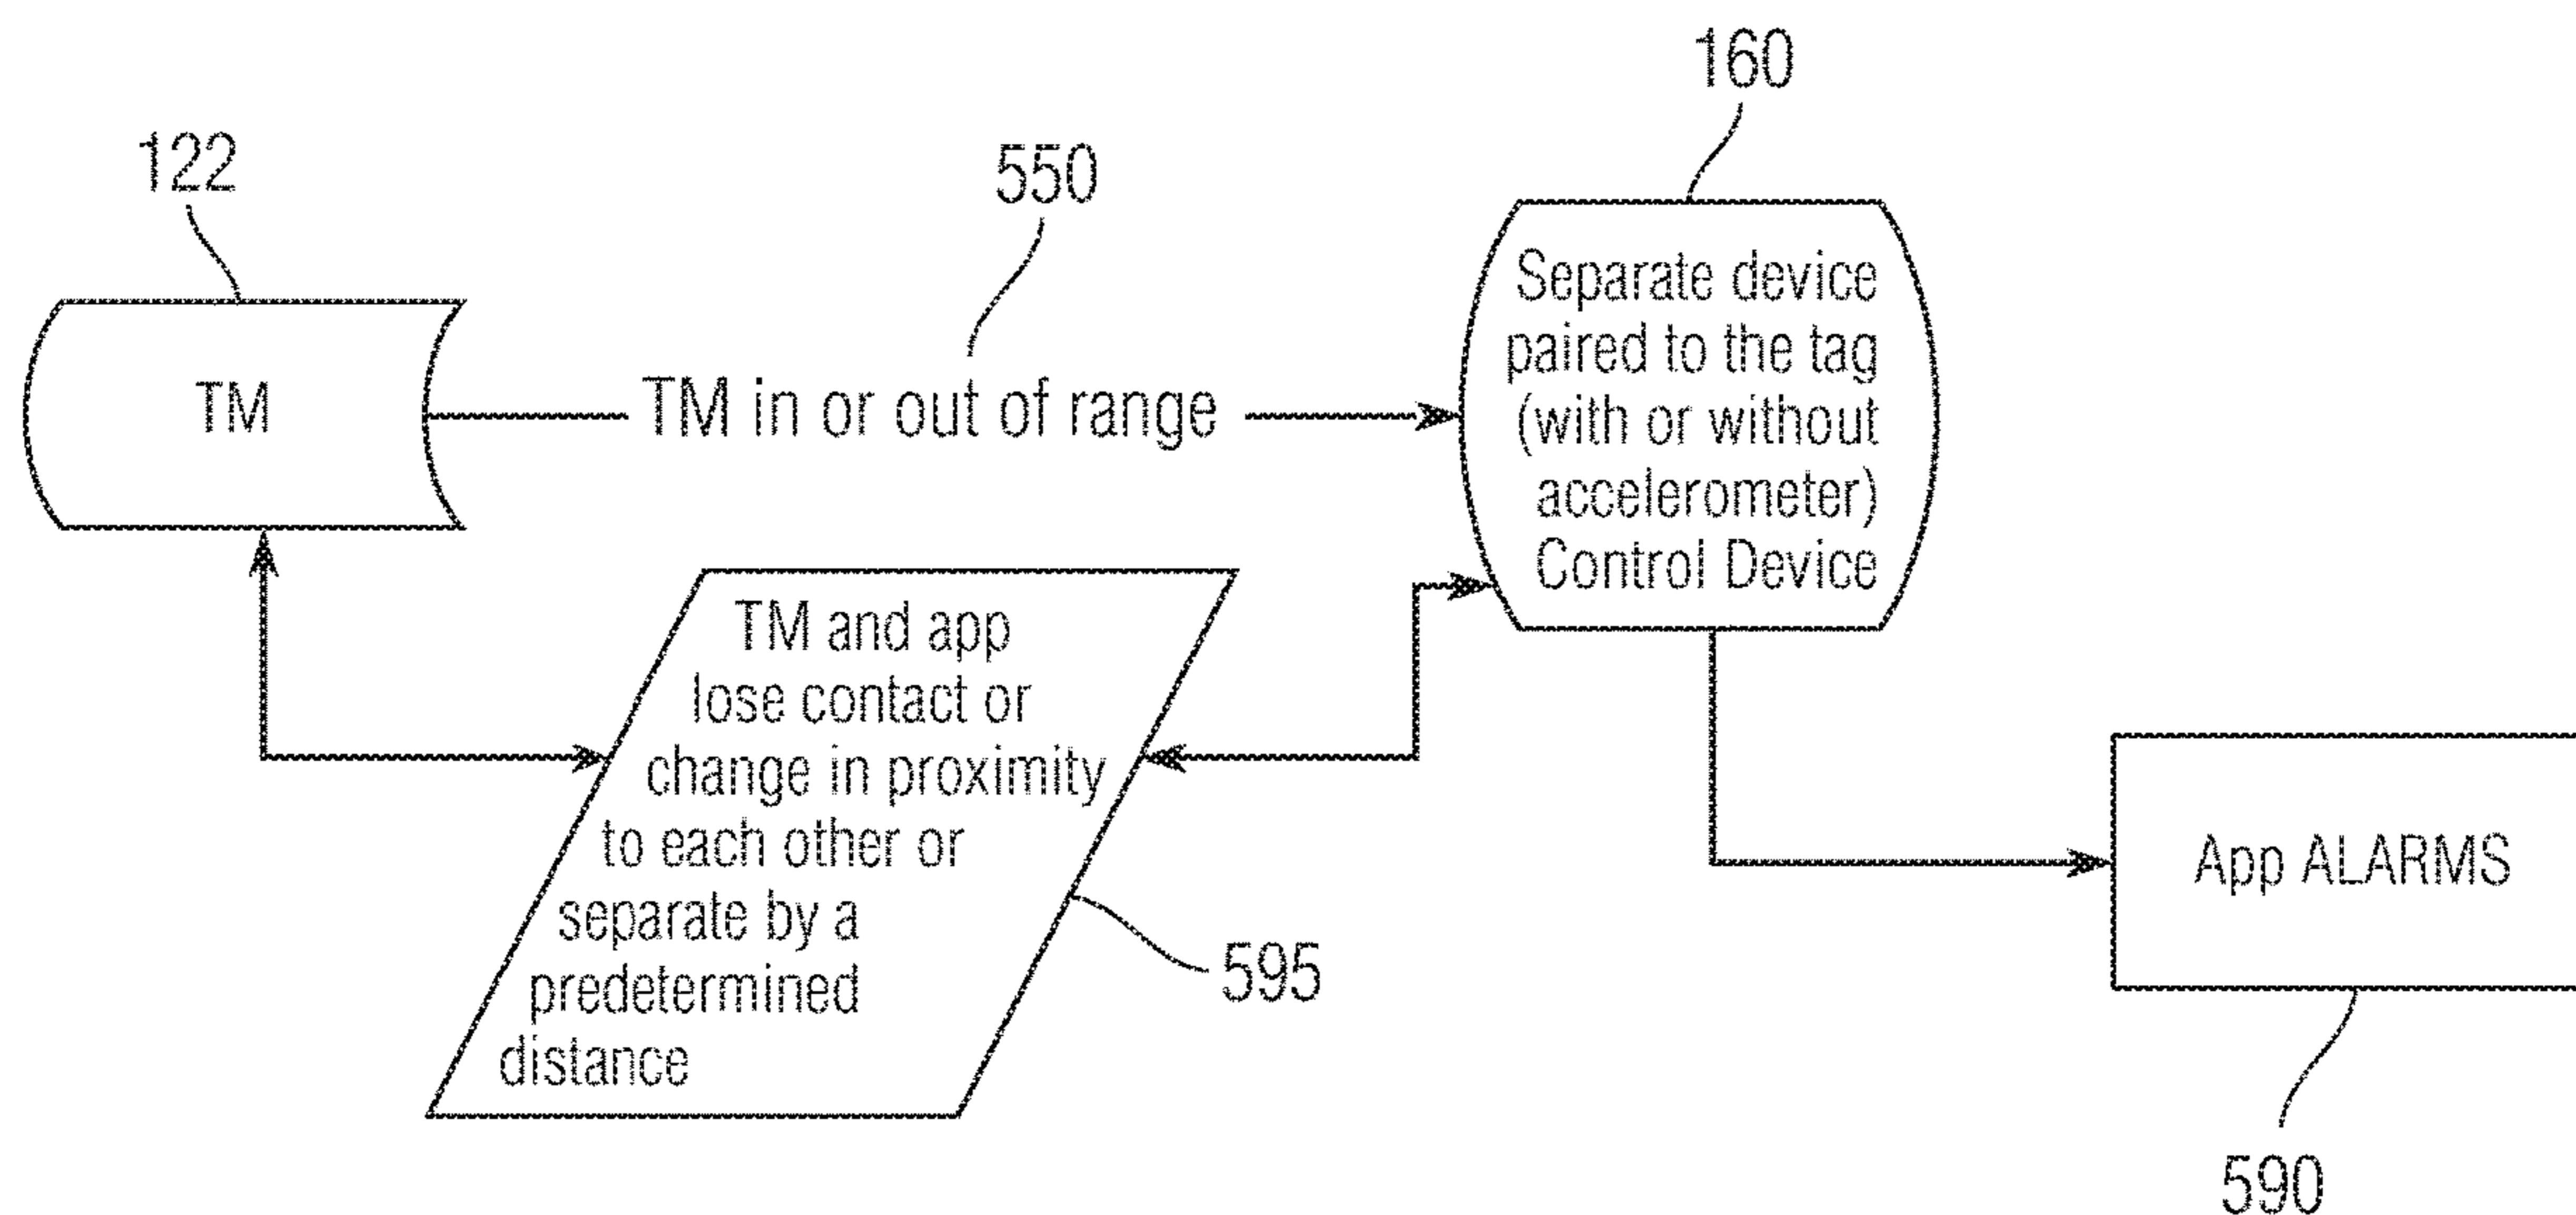 160
122
550
TM
TM in or out of range
Separate device
paired to the tag
(with or without
accelerometer)
Control Device
TM and app
lose contact or
change in proximity
to each other or
separate by a
predetermined
distance
595
App ALARMS
590